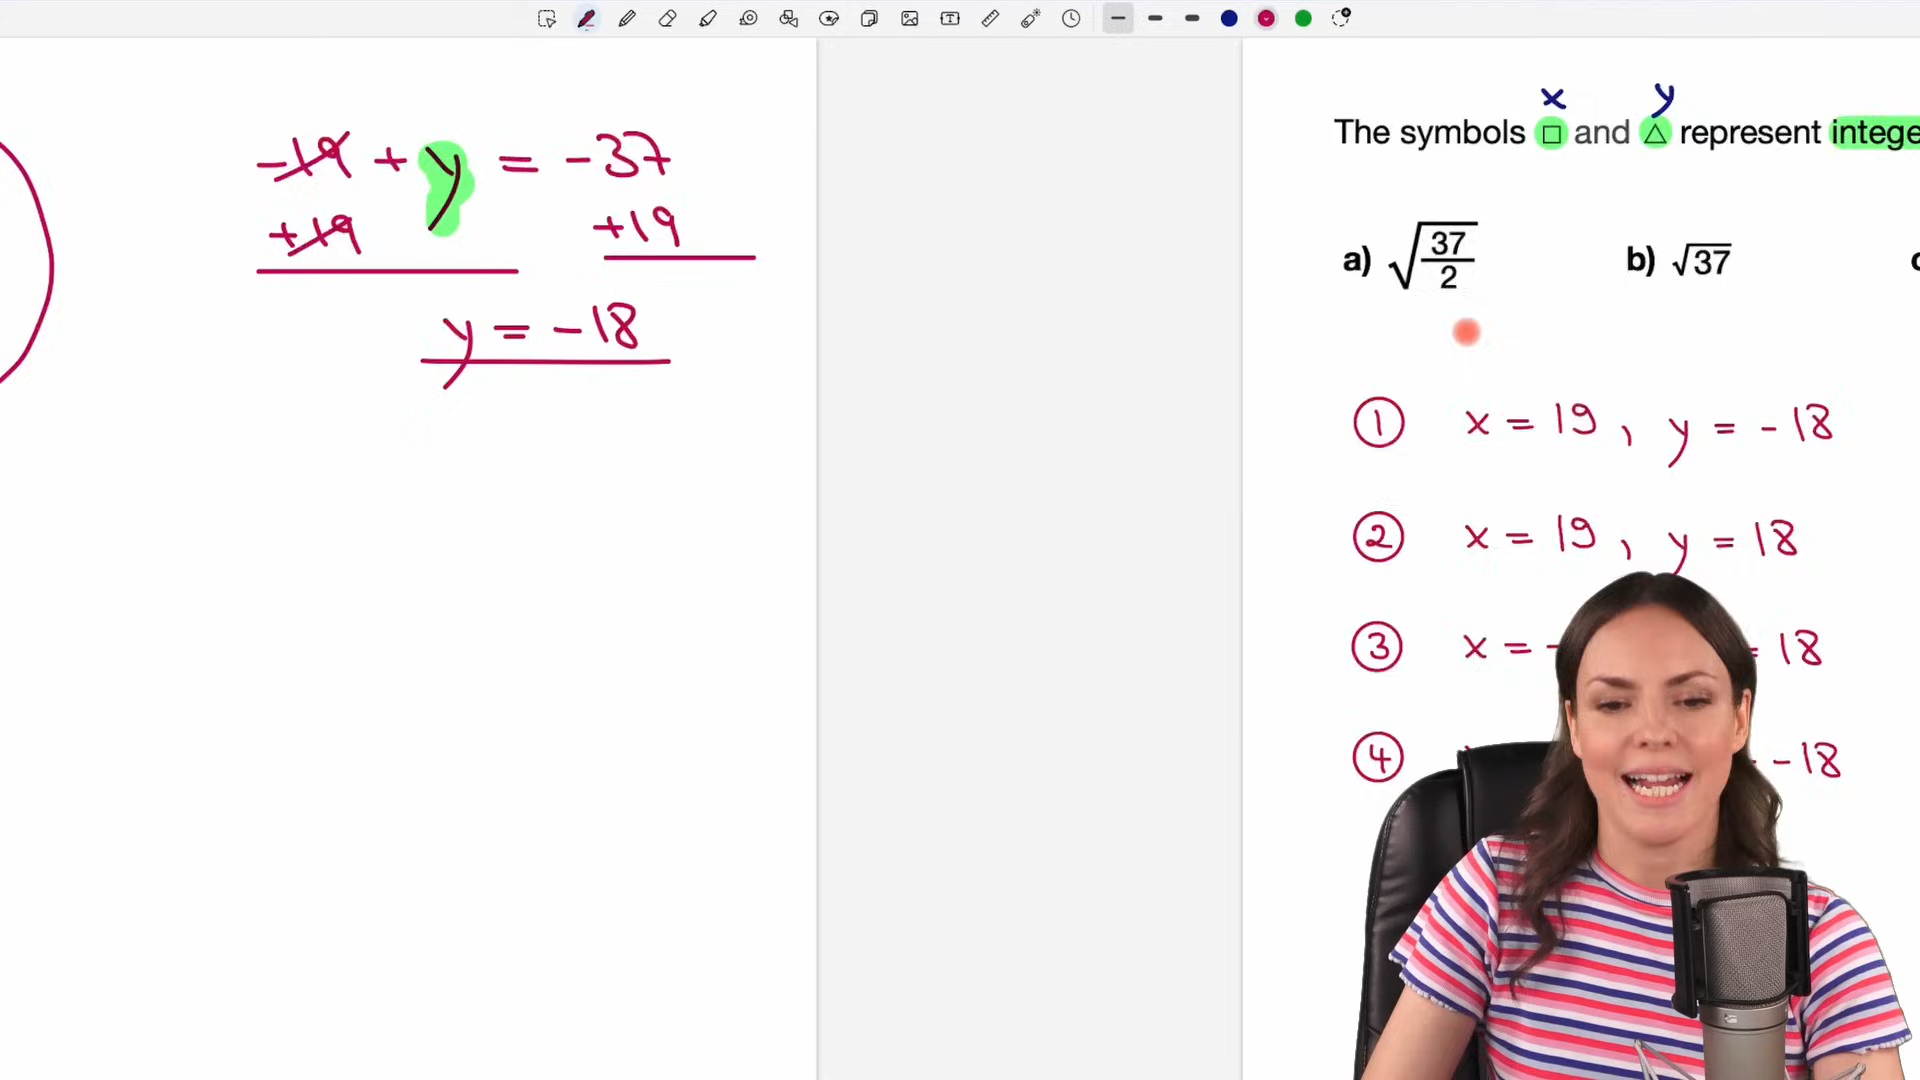 -19 + y = -37
+19 +19
y = -18
x y
The symbols □ and △ represent intege
a) √37/2 b) √37
① x = 19 , y = -18
② x = 19 , y = 18
③ x = - = 18
④ -18